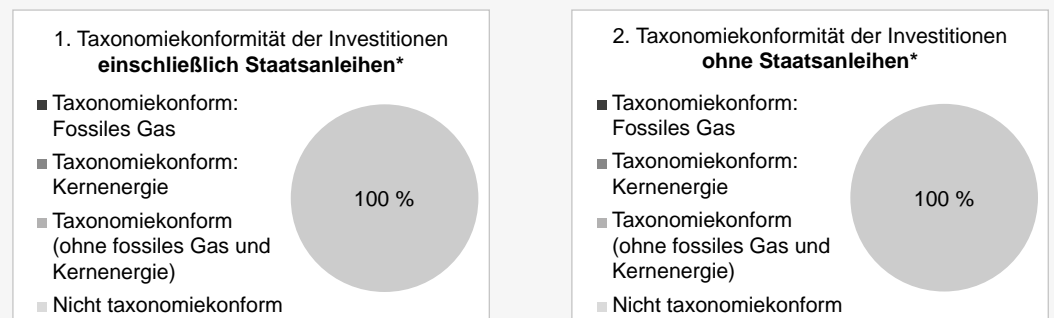 1. Taxonomiekonformität der Investitionen
einschließlich Staatsanleihen*
Taxonomiekonform:
Fossiles Gas
Taxonomiekonform:
Kernenergie
Taxonomiekonform
(ohne fossiles Gas und
Kernenergie)
Nicht taxonomiekonform
100 %
2. Taxonomiekonformität der Investitionen
ohne Staatsanleihen*
Taxonomiekonform:
Fossiles Gas
Taxonomiekonform:
Kernenergie
Taxonomiekonform
(ohne fossiles Gas und
Kernenergie)
Nicht taxonomiekonform
100 %